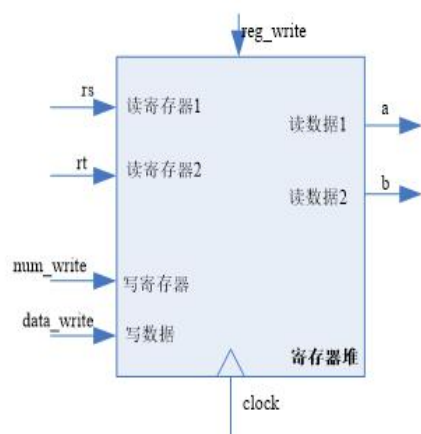 reg_write
rs
读寄存器1
读数据1
a
rt
读寄存器2
读数据2
b
num_write
写寄存器
data_write
写数据
寄存器堆
clock